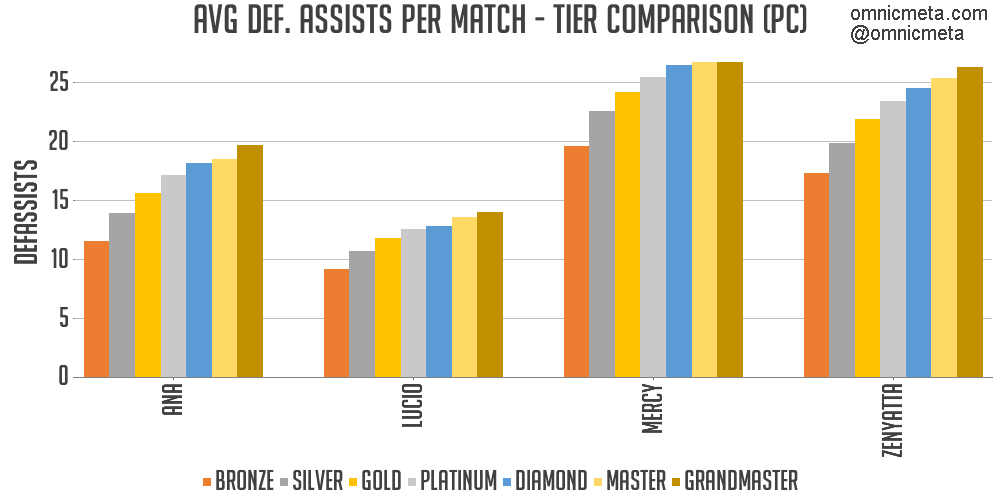 AVG DEF. ASSISTS PER MATCH - TIER COMPARISON (PC)
omnicmeta.com
@omnicmeta
DEFASSISTS
25
20
15
10
5
0
ANA
LUCIO
MERCY
ZENYATTA
BRONZE SILVER GOLD PLATINUM DIAMOND MASTER GRANDMASTER